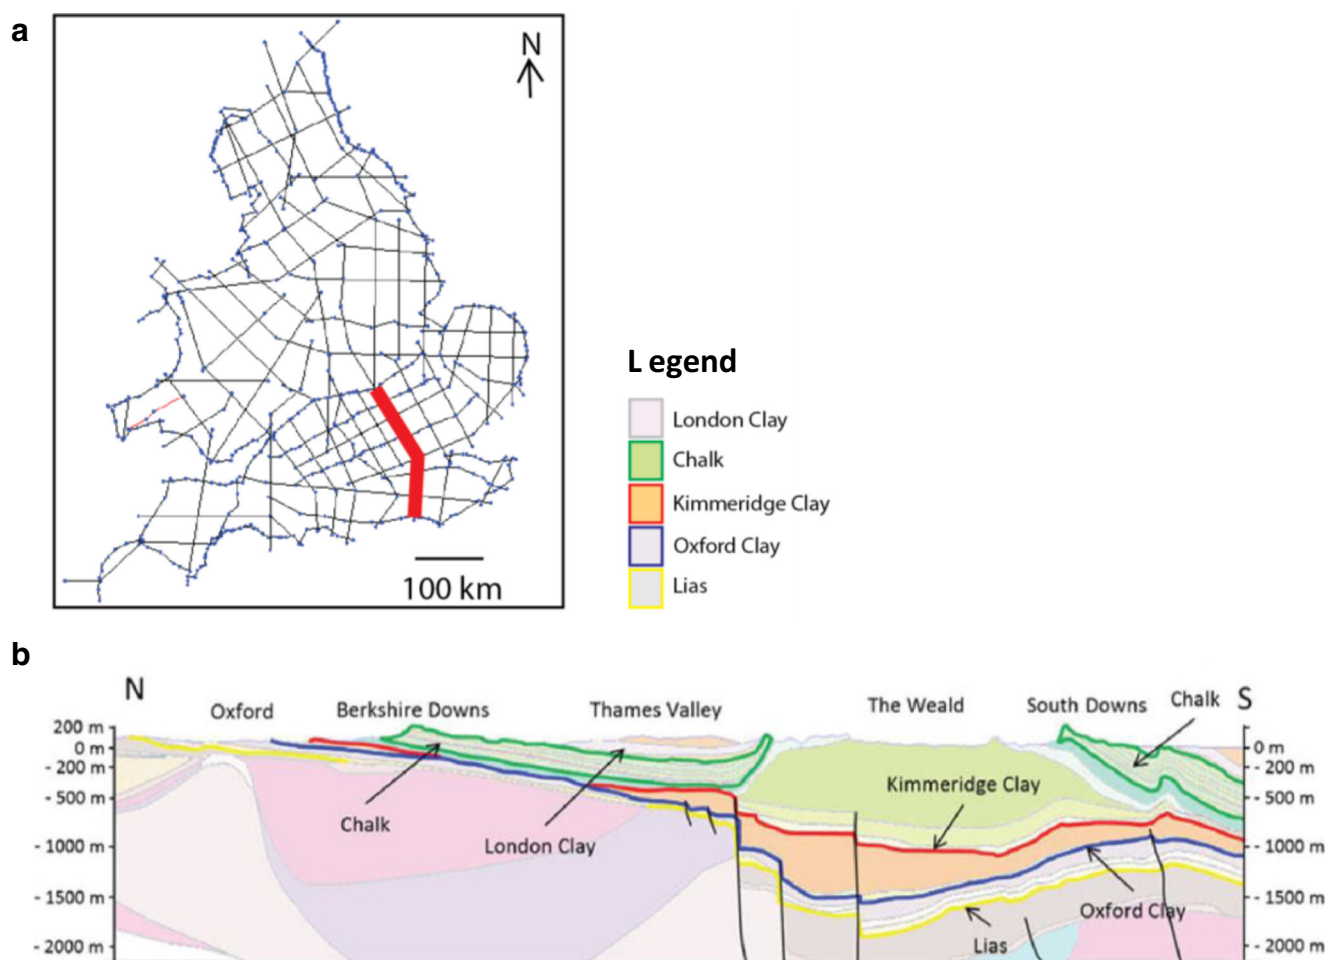 a
N
100 km
L egend
London Clay
Chalk
Kimmeridge Clay
Oxford Clay
Lias
b
N
Oxford
Berkshire Downs
Thames Valley
The Weald
South Downs
Chalk
S
200 m
0 m
- 200 m
- 500 m
- 1000 m
- 1500 m
- 2000 m
Chalk
London Clay
Kimmeridge Clay
Oxford Clay
Lias
0 m
- 200 m
- 500 m
- 1000 m
- 1500 m
- 2000 m